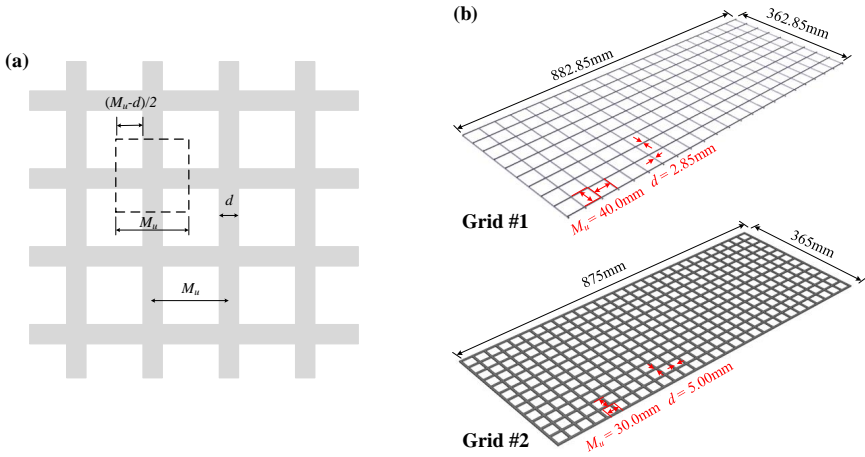 (a)
(Mu-d)/2
d
Mu
Mu
(b)
882.85mm
362.85mm
Mu = 40.0mm d = 2.85mm
Grid #1
875mm
365mm
Mu = 30.0mm d = 5.00mm
Grid #2